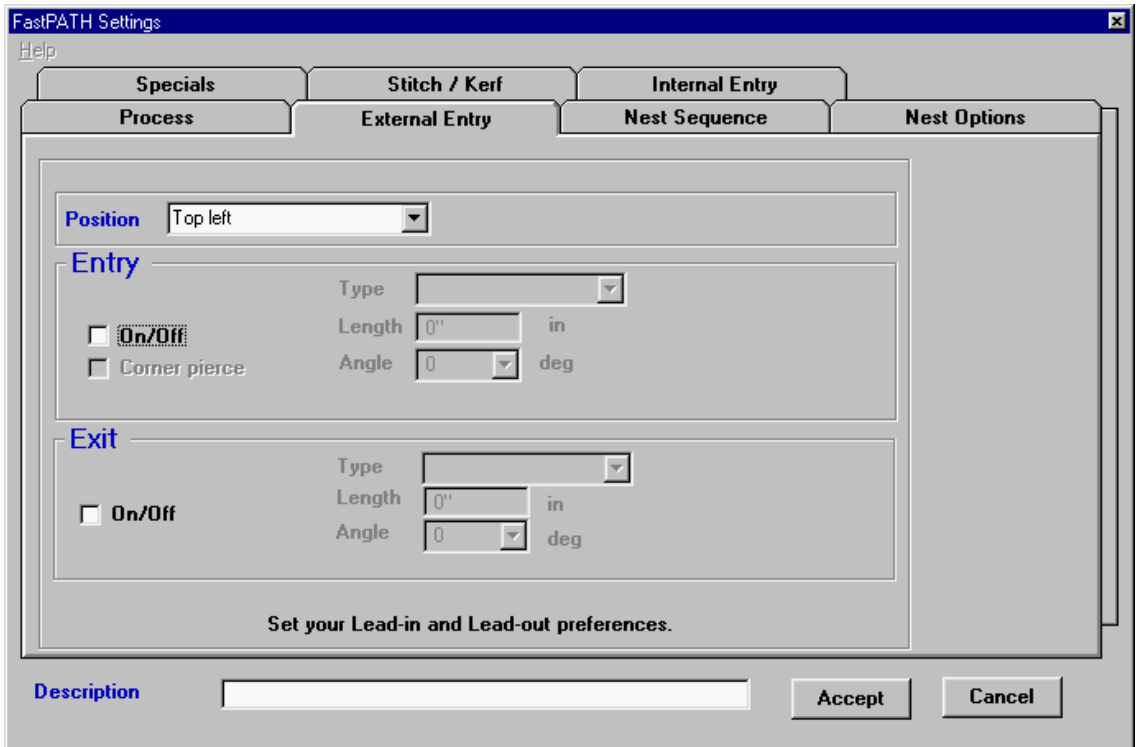 FastPATH Settings
Help
Specials Stitch / Kerf Internal Entry
Process External Entry Nest Sequence Nest Options
Position Top left
Entry
Type
On/Off Length 0" in
Corner pierce Angle 0 deg
Exit
Type
On/Off Length 0" in
Angle 0 deg
Set your Lead-in and Lead-out preferences.
Description Accept Cancel